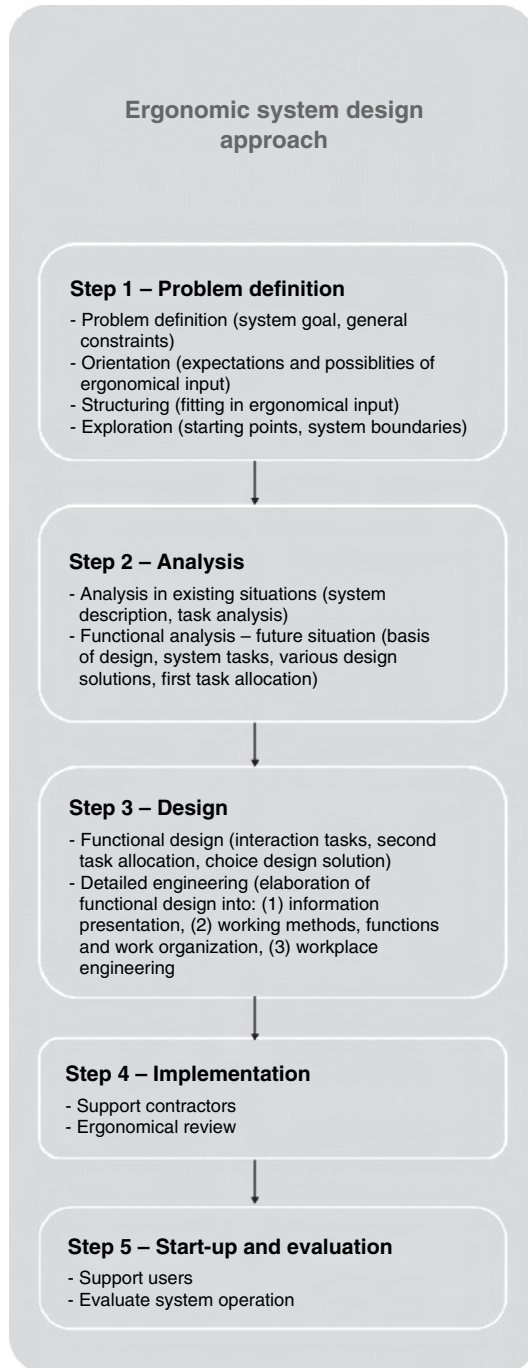 Ergonomic system design
approach
Step 1 – Problem definition
- Problem definition (system goal, general
constraints)
- Orientation (expectations and possiblities of
ergonomical input)
- Structuring (fitting in ergonomical input)
- Exploration (starting points, system boundaries)
Step 2 – Analysis
- Analysis in existing situations (system
description, task analysis)
- Functional analysis – future situation (basis
of design, system tasks, various design
solutions, first task allocation)
Step 3 – Design
- Functional design (interaction tasks, second
task allocation, choice design solution)
- Detailed engineering (elaboration of
functional design into: (1) information
presentation, (2) working methods, functions
and work organization, (3) workplace
engineering
Step 4 – Implementation
- Support contractors
- Ergonomical review
Step 5 – Start-up and evaluation
- Support users
- Evaluate system operation